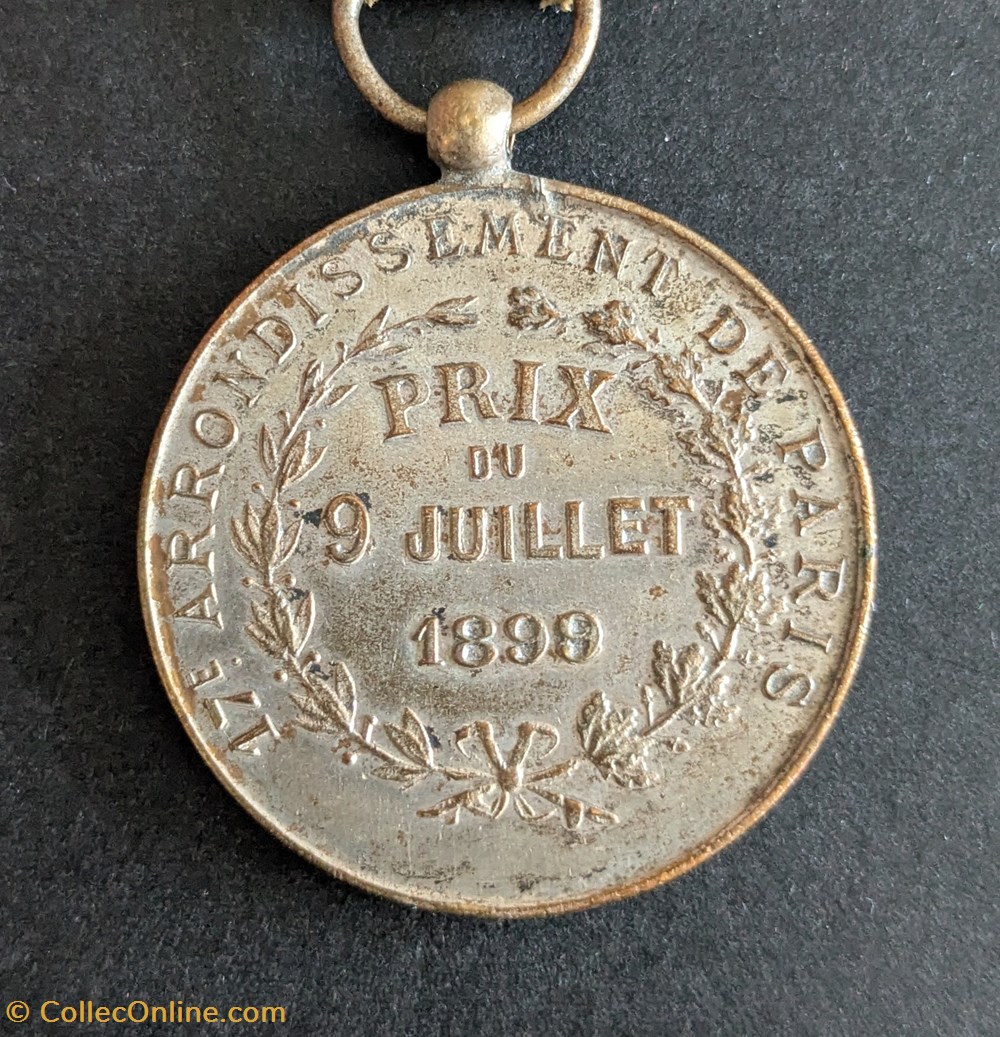 17E. ARRONDISSEMENT DE PARIS
PRIX
DU
9 JUILLET
1899
© CollecOnline.com